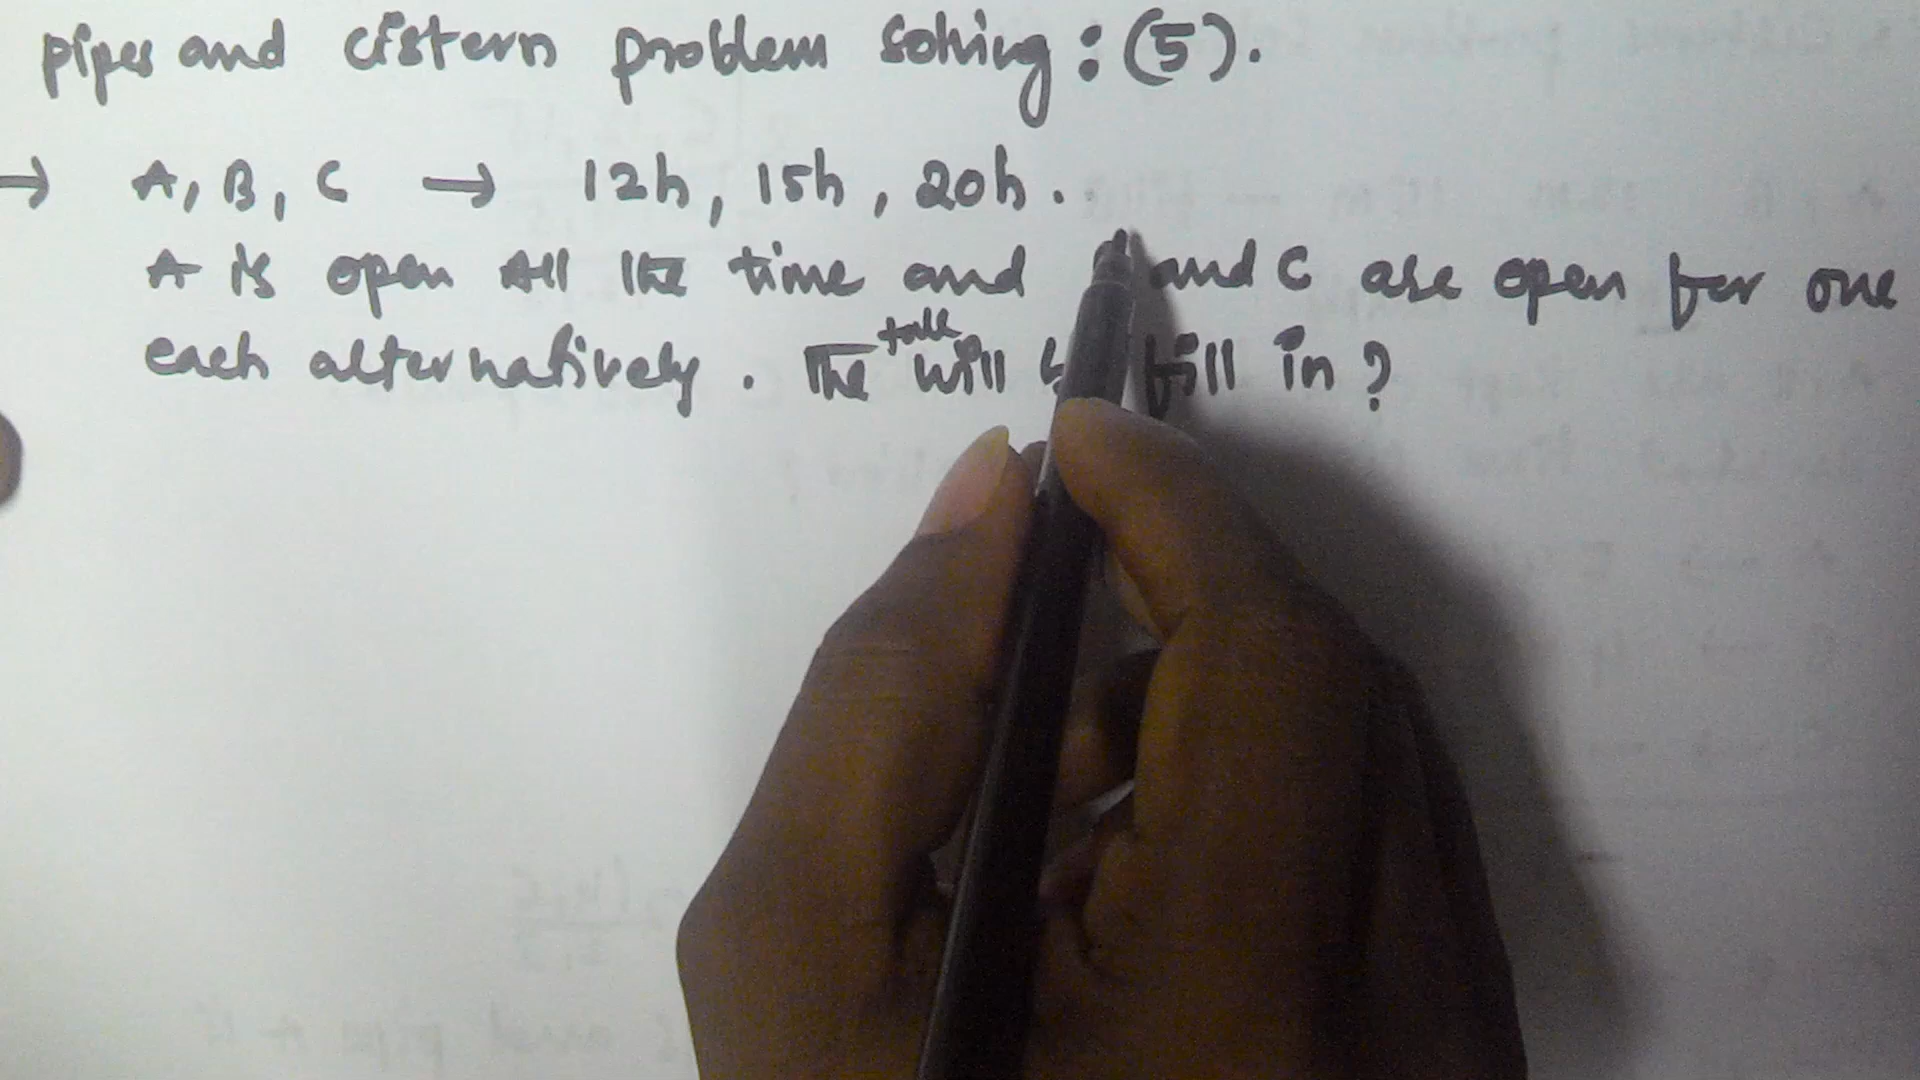 pipes and cistern problem solving : (5).
→ A, B, C → 12h, 15h, 20h.
A is open All the time and and C are open for one
each alternatively. The tank will fill in ?